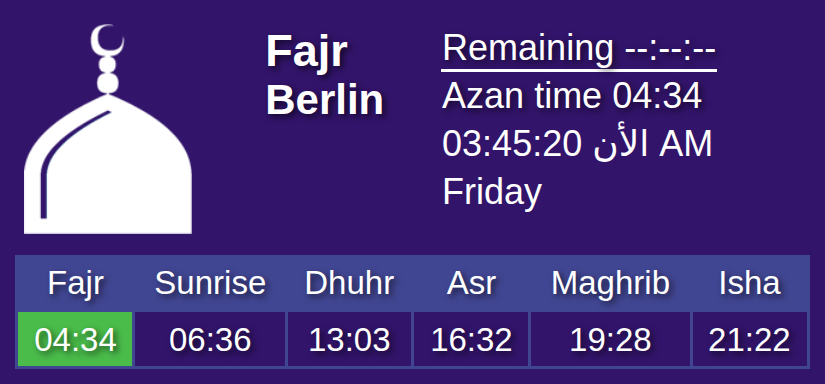 Fajr
Berlin
Remaining --:--:--
Azan time 04:34
03:45:20 الأن AM
Friday
Fajr Sunrise Dhuhr Asr Maghrib Isha
04:34 06:36 13:03 16:32 19:28 21:22